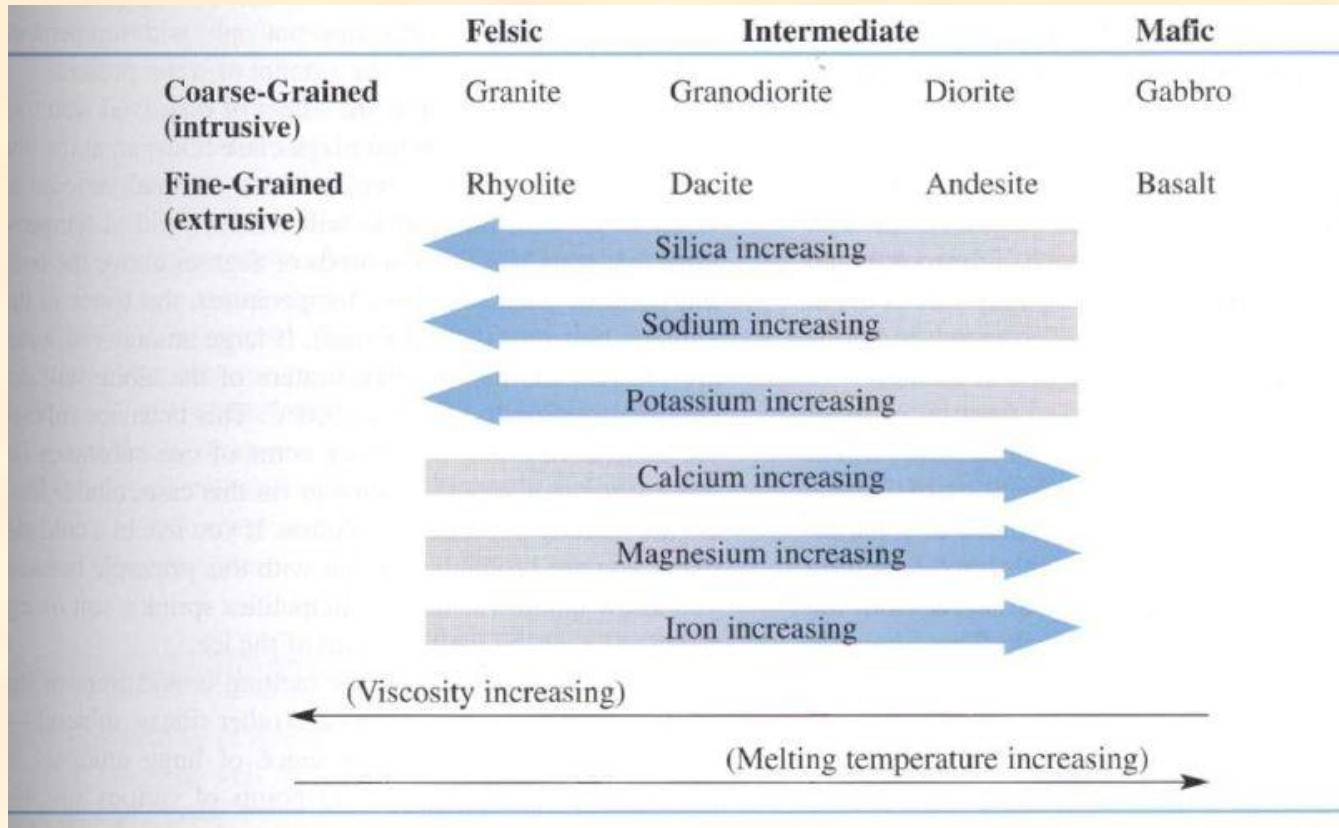 Felsic Intermediate Mafic
Coarse-Grained Granite Granodiorite Diorite Gabbro
(intrusive)
Fine-Grained Rhyolite Dacite Andesite Basalt
(extrusive)
Silica increasing
Sodium increasing
Potassium increasing
Calcium increasing
Magnesium increasing
Iron increasing
(Viscosity increasing)
(Melting temperature increasing)